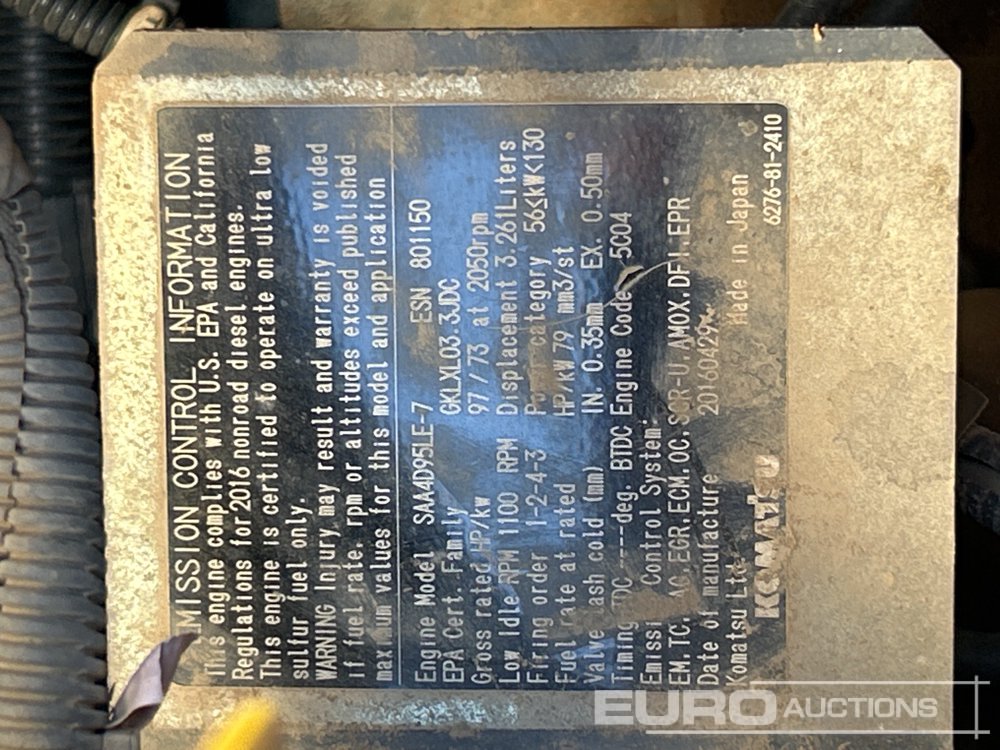 EMISSION CONTROL INFORMATION
This engine complies with U.S. EPA and California
Regulations for 2016 nonroad diesel engines.
This engine is certified to operate on ultra low
sulfur fuel only.
WARNING Injury may result and warranty is voided
if fuel rate. rpm or altitudes exceed published
maximum values for this model and application
Engine Model SAA4D95LE-7 ESN 801150
EPA Cert. Family GKLXL03.3JDC
Gross rated HP/kw 97/73 at 2050rpm
Low Idle RPM 1100 RPM Displacement 3.261Liters
Firing order 1-2-4-3 Power category 56≤kW<130
Fuel rate at rated HP/kW 79 mm3/st
Valve lash cold (mm) IN. 0.35mm EX. 0.50mm
Timing TDC ---deg. BTDC Engine Code 5C04
Emission Control System:
EM.TC. AC.EGR.ECM.OC.SCR-U.AMOX.DFI.EPR
Date of manufacture 20160429
Komatsu Ltd. Made in Japan
KOMATSU 6276-81-2410
EURO AUCTIONS